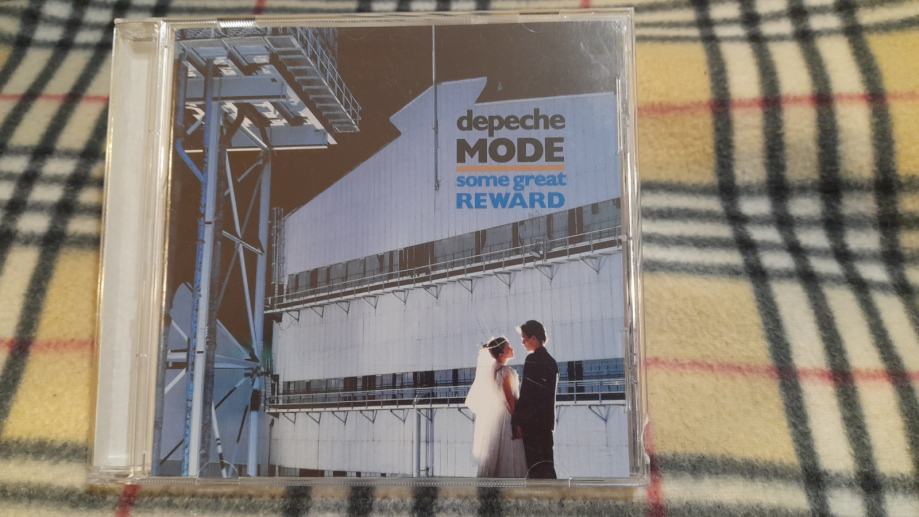 depeche
MODE
some great
REWARD